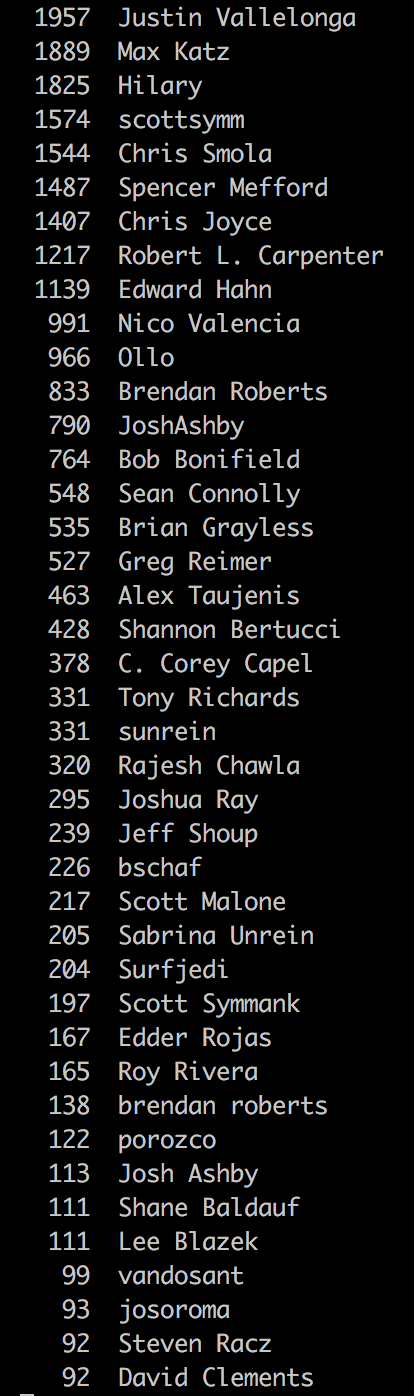 1957 Justin Vallelonga
1889 Max Katz
1825 Hilary
1574 scottsymm
1544 Chris Smola
1487 Spencer Mefford
1407 Chris Joyce
1217 Robert L. Carpenter
1139 Edward Hahn
991 Nico Valencia
966 Ollo
833 Brendan Roberts
790 JoshAshby
764 Bob Bonifield
548 Sean Connolly
535 Brian Grayless
527 Greg Reimer
463 Alex Taujenis
428 Shannon Bertucci
378 C. Corey Capel
331 Tony Richards
331 sunrein
320 Rajesh Chawla
295 Joshua Ray
239 Jeff Shoup
226 bschaf
217 Scott Malone
205 Sabrina Unrein
204 Surfjedi
197 Scott Symmank
167 Edder Rojas
165 Roy Rivera
138 brendan roberts
122 porozco
113 Josh Ashby
111 Shane Baldauf
111 Lee Blazek
99 vandosant
93 josoroma
92 Steven Racz
92 David Clements